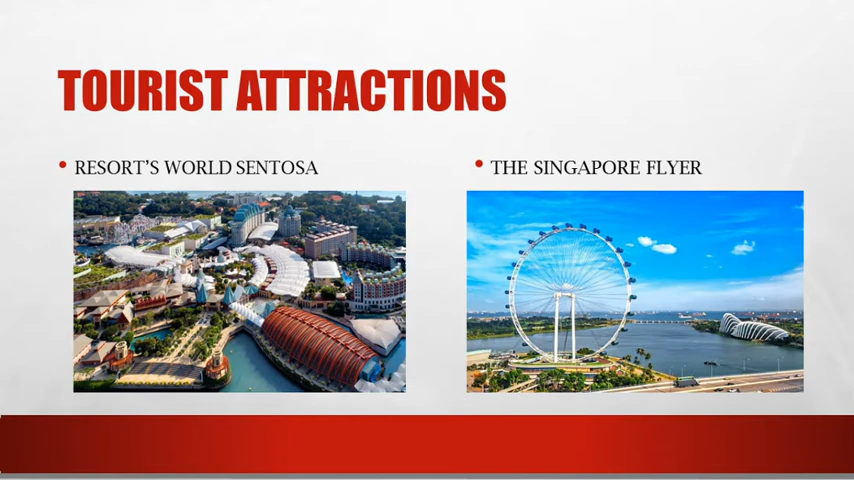 TOURIST ATTRACTIONS
• RESORT’S WORLD SENTOSA
• THE SINGAPORE FLYER